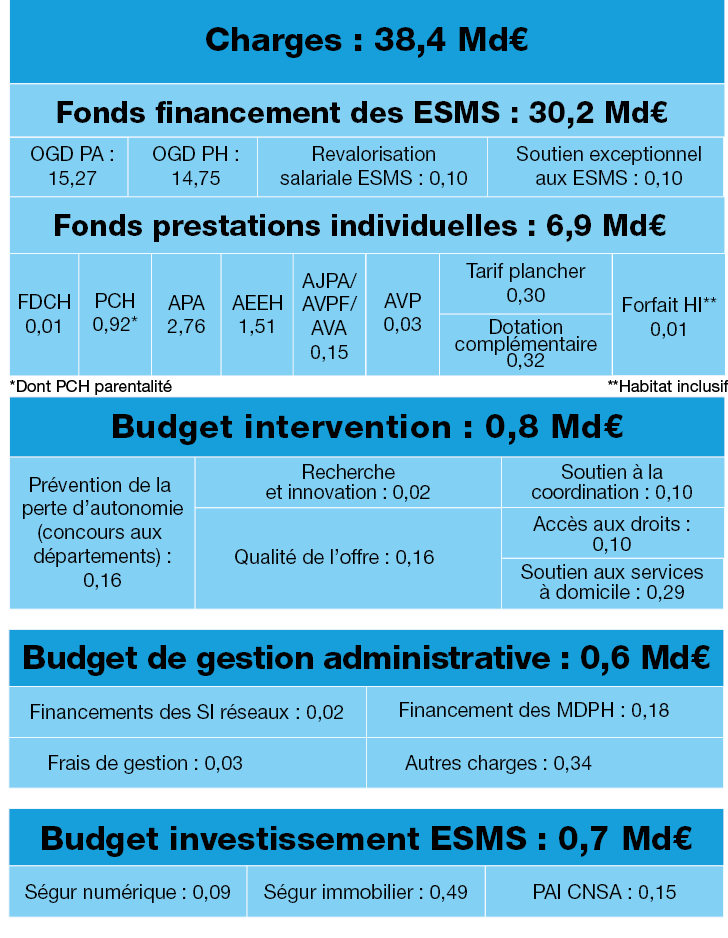 Charges : 38,4 Md€
Fonds financement des ESMS : 30,2 Md€
OGD PA :
15,27
OGD PH :
14,75
Revalorisation
salariale ESMS : 0,10
Soutien exceptionnel
aux ESMS : 0,10
Fonds prestations individuelles : 6,9 Md€
FDCH
0,01
PCH
0,92*
APA
2,76
AEEH
1,51
AJPA/
AVPF/
AVA
0,15
AVP
0,03
Tarif plancher
0,30
Dotation
complémentaire
0,32
Forfait HI**
0,01
*Dont PCH parentalité
**Habitat inclusif
Budget intervention : 0,8 Md€
Prévention de la
perte d’autonomie
(concours aux
départements) :
0,16
Recherche
et innovation : 0,02
Qualité de l’offre : 0,16
Soutien à la
coordination : 0,10
Accès aux droits :
0,10
Soutien aux services
à domicile : 0,29
Budget de gestion administrative : 0,6 Md€
Financements des SI réseaux : 0,02
Financement des MDPH : 0,18
Frais de gestion : 0,03
Autres charges : 0,34
Budget investissement ESMS : 0,7 Md€
Ségur numérique : 0,09
Ségur immobilier : 0,49
PAI CNSA : 0,15